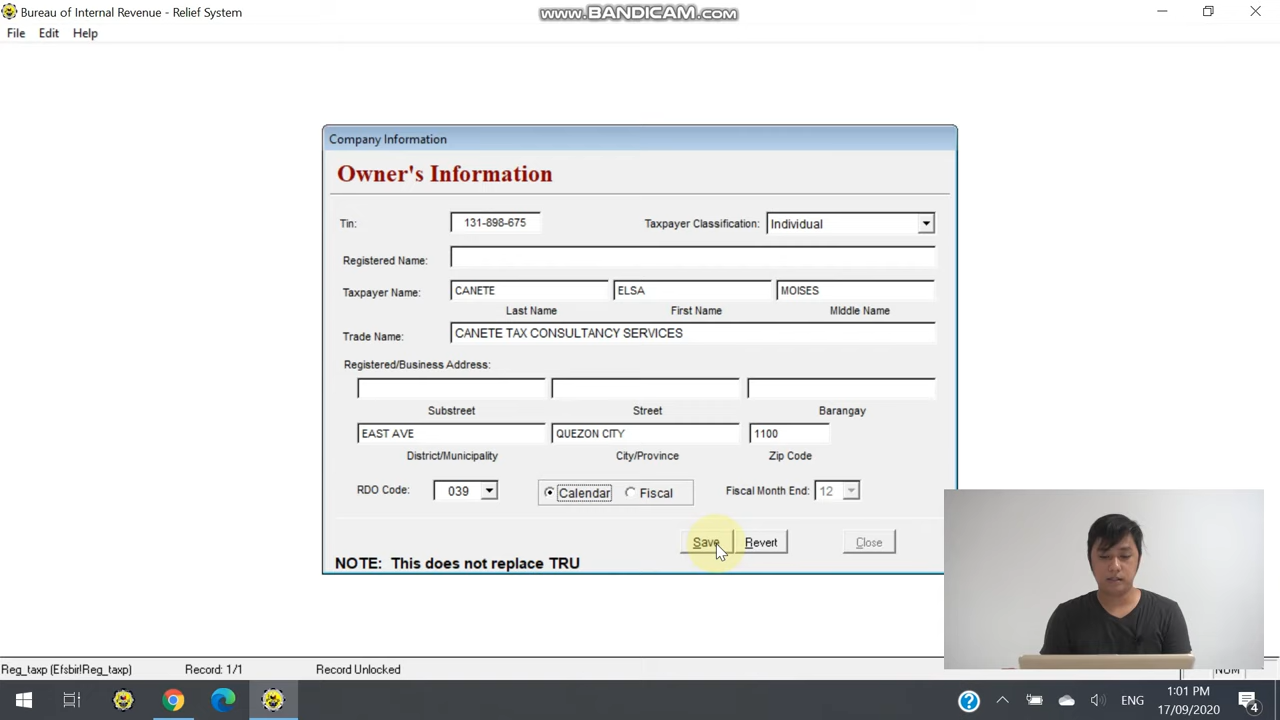 Bureau of Internal Revenue - Relief System
www.BANDICAM.com
File Edit Help
Company Information
Owner's Information
Tin: 131-898-675 Taxpayer Classification: Individual
Registered Name:
Taxpayer Name: CANETE ELSA MOISES
Last Name First Name MIddle Name
Trade Name: CANETE TAX CONSULTANCY SERVICES
Registered/Business Address:
Substreet Street Barangay
EAST AVE QUEZON CITY 1100
District/Municipality City/Province Zip Code
RDO Code: 039 Calendar Fiscal Fiscal Month End: 12
Save Revert Close
NOTE: This does not replace TRU
Reg_taxp (Efsbir!Reg_taxp) Record: 1/1 Record Unlocked NUM
ENG 1:01 PM
17/09/2020 4